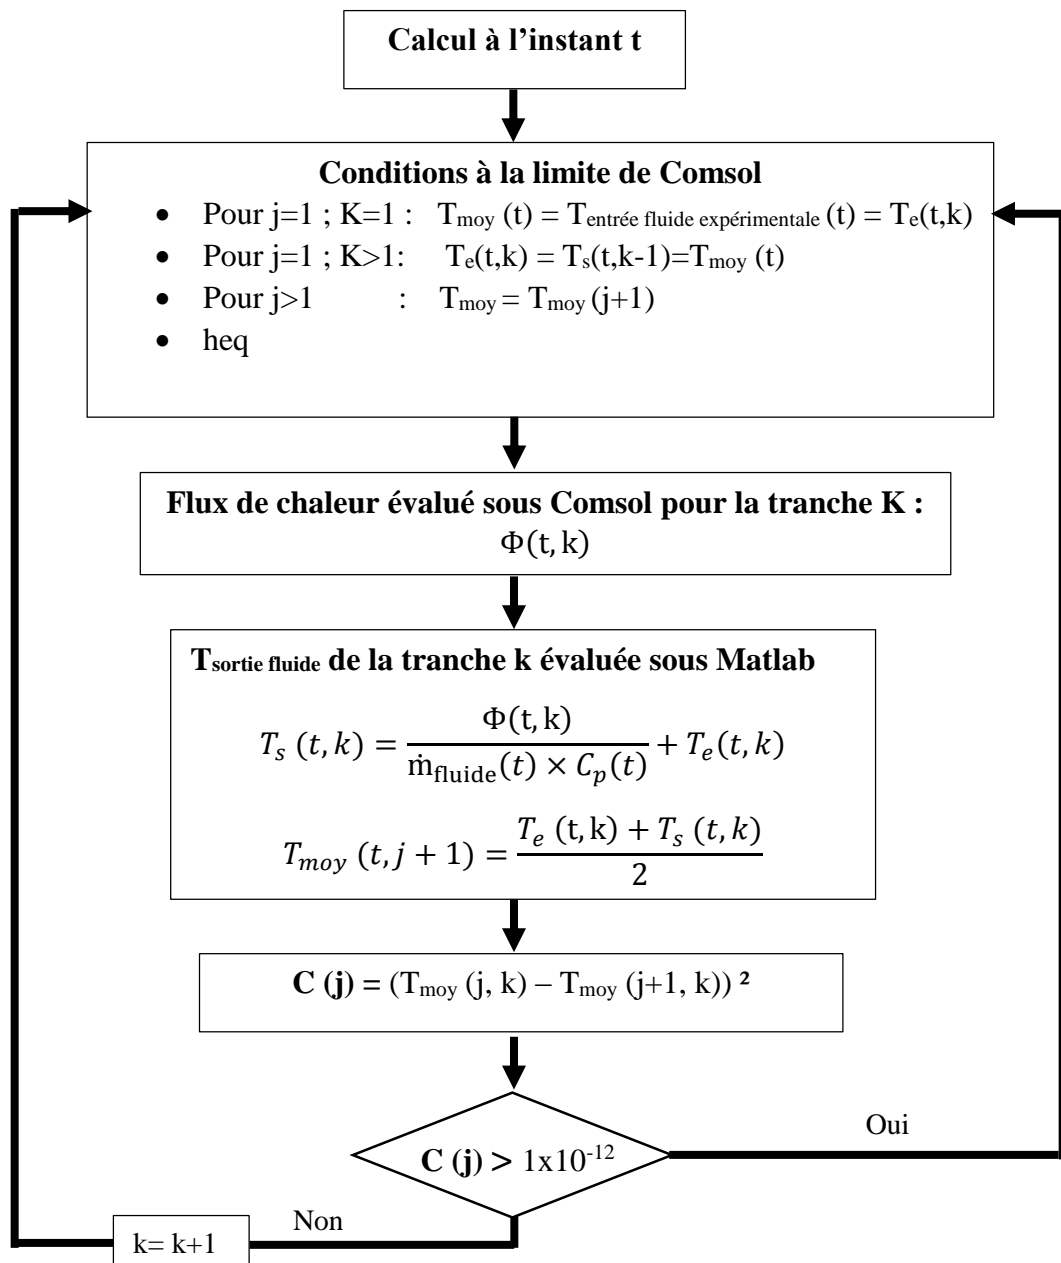 Calcul à l’instant t
Conditions à la limite de Comsol
• Pour j=1 ; K=1 : Tmoy (t) = Tentrée fluide expérimentale (t) = Te(t,k)
• Pour j=1 ; K>1: Te(t,k) = Ts(t,k-1)=Tmoy (t)
• Pour j>1 : Tmoy = Tmoy (j+1)
• heq
Flux de chaleur évalué sous Comsol pour la tranche K :
Φ(t, k)
Tsortie fluide de la tranche k évaluée sous Matlab
Ts (t, k) = Φ(t, k) / (ṁfluide(t) × Cp(t)) + Te(t, k)
Tmoy (t, j + 1) = (Te (t, k) + Ts (t, k)) / 2
C (j) = (Tmoy (j, k) – Tmoy (j+1, k)) ²
C (j) > 1x10⁻¹²
Oui
Non
k= k+1